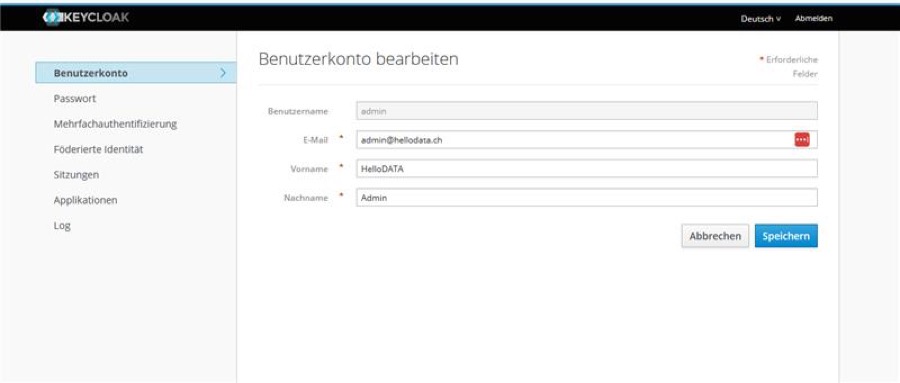 KEYCLOAK
Deutsch Abmelden
Benutzerkonto
Passwort
Mehrfachauthentifizierung
Föderierte Identität
Sitzungen
Applikationen
Log
Benutzerkonto bearbeiten
* Erforderliche
Felder
Benutzername admin
E-Mail * admin@hellodata.ch
Vorname * HelloDATA
Nachname * Admin
Abbrechen Speichern